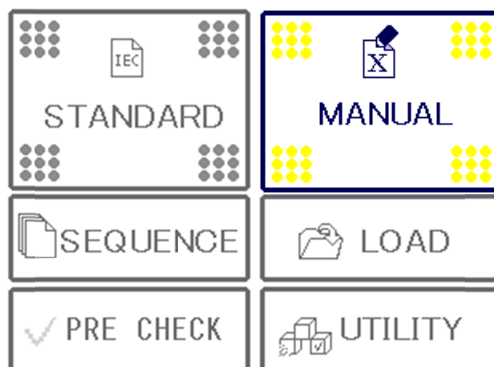 IEC
STANDARD
X
MANUAL
SEQUENCE
LOAD
PRE CHECK
UTILITY